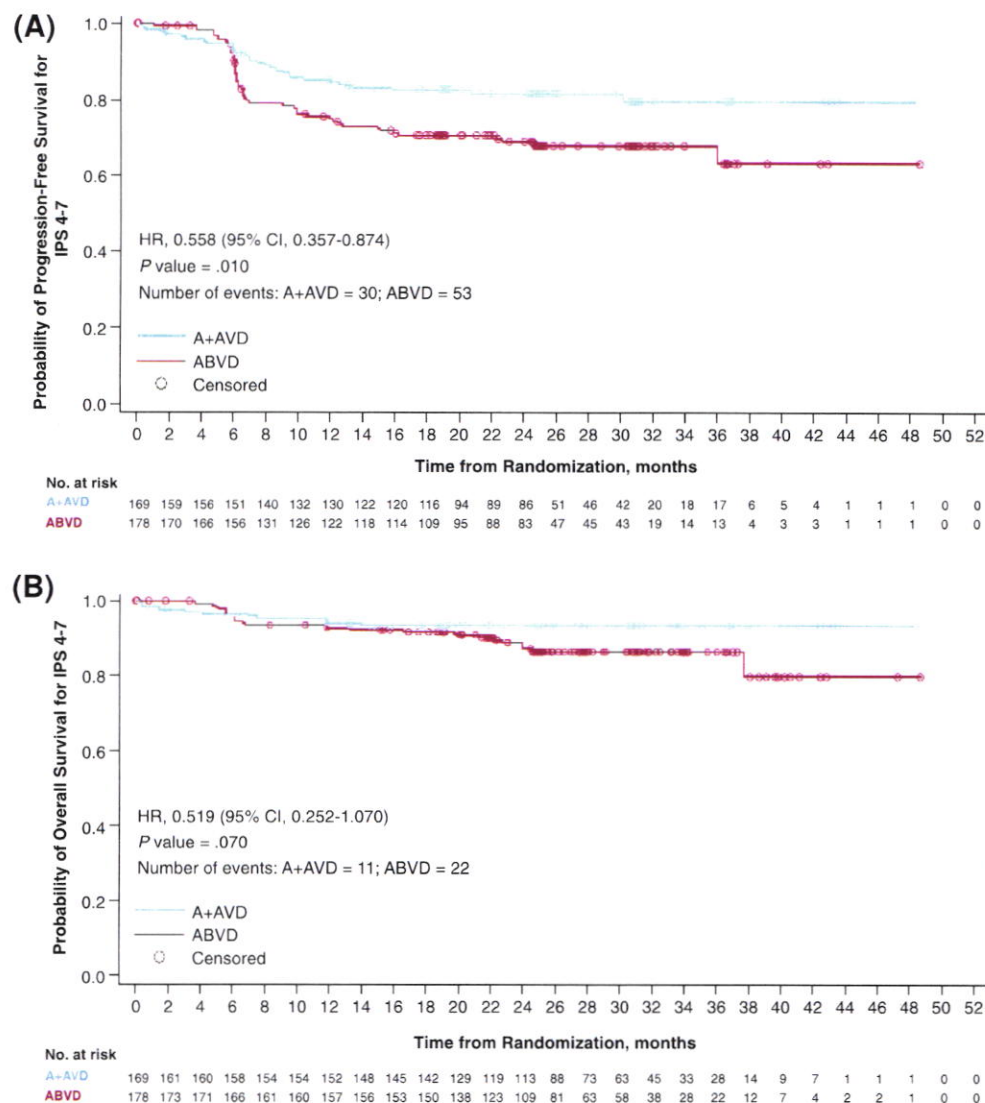 (A)
Probability of Progression-Free Survival for
IPS 4-7
1.0
0.8
0.6
0.4
0.2
0.0
HR, 0.558 (95% CI, 0.357-0.874)
P value = .010
Number of events: A+AVD = 30; ABVD = 53
A+AVD
ABVD
Censored
0 2 4 6 8 10 12 14 16 18 20 22 24 26 28 30 32 34 36 38 40 42 44 46 48 50 52
Time from Randomization, months
No. at risk
A+AVD 169 159 156 151 140 132 130 122 120 116 94 89 86 51 46 42 20 18 17 6 5 4 1 1 1 0 0
ABVD 178 170 166 156 131 126 122 118 114 109 95 88 83 47 45 43 19 14 13 4 3 3 1 1 1 0 0
(B)
Probability of Overall Survival for IPS 4-7
1.0
0.8
0.6
0.4
0.2
0.0
HR, 0.519 (95% CI, 0.252-1.070)
P value = .070
Number of events: A+AVD = 11; ABVD = 22
A+AVD
ABVD
Censored
0 2 4 6 8 10 12 14 16 18 20 22 24 26 28 30 32 34 36 38 40 42 44 46 48 50 52
Time from Randomization, months
No. at risk
A+AVD 169 161 160 158 154 154 152 148 145 142 129 119 113 88 73 63 45 33 28 14 9 7 1 1 1 0 0
ABVD 178 173 171 166 161 160 157 156 153 150 138 123 109 81 63 58 38 28 22 12 7 4 2 2 1 0 0